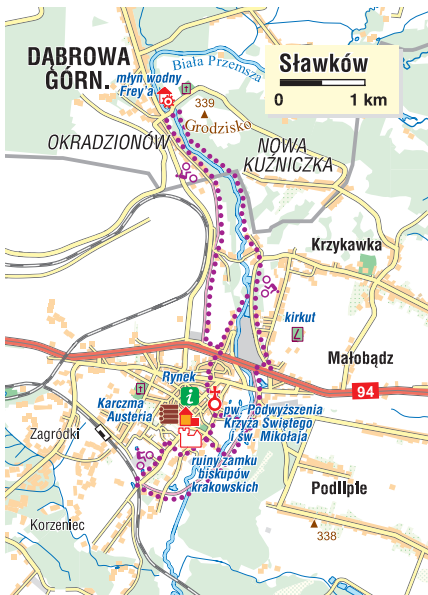 DĄBROWA
GÓRN.
młyn wodny
Frey'a
Biała Przemsza
Sławków
0 1 km
339
Grodzisko
OKRADZIONÓW
NOWA
KUŹNICZKA
Krzykawka
kirkut
Małobądz
94
Rynek
i
Karczma
Austeria
pw. Podwyższenia
Krzyża Świętego
i św. Mikołaja
Zagródki
ruiny zamku
biskupów
krakowskich
Podlipie
Korzeniec
338